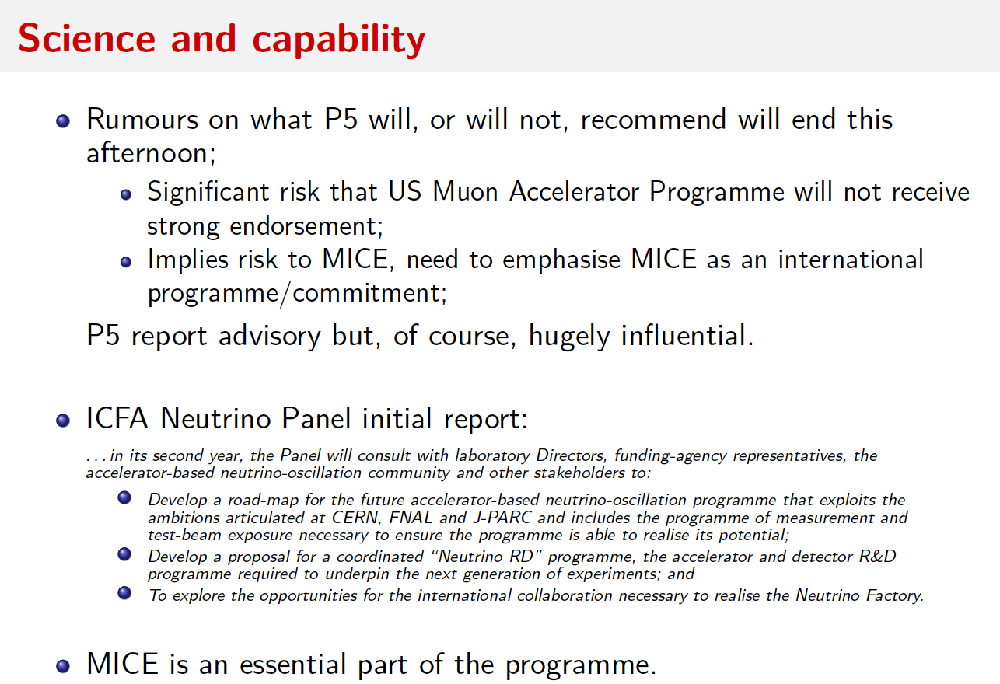 Science and capability
Rumours on what P5 will, or will not, recommend will end this
afternoon;
Significant risk that US Muon Accelerator Programme will not receive
strong endorsement;
Implies risk to MICE, need to emphasise MICE as an international
programme/commitment;
P5 report advisory but, of course, hugely influential.
ICFA Neutrino Panel initial report:
...in its second year, the Panel will consult with laboratory Directors, funding-agency representatives, the
accelerator-based neutrino-oscillation community and other stakeholders to:
Develop a road-map for the future accelerator-based neutrino-oscillation programme that exploits the
ambitions articulated at CERN, FNAL and J-PARC and includes the programme of measurement and
test-beam exposure necessary to ensure the programme is able to realise its potential;
Develop a proposal for a coordinated “Neutrino RD” programme, the accelerator and detector R&D
programme required to underpin the next generation of experiments; and
To explore the opportunities for the international collaboration necessary to realise the Neutrino Factory.
MICE is an essential part of the programme.